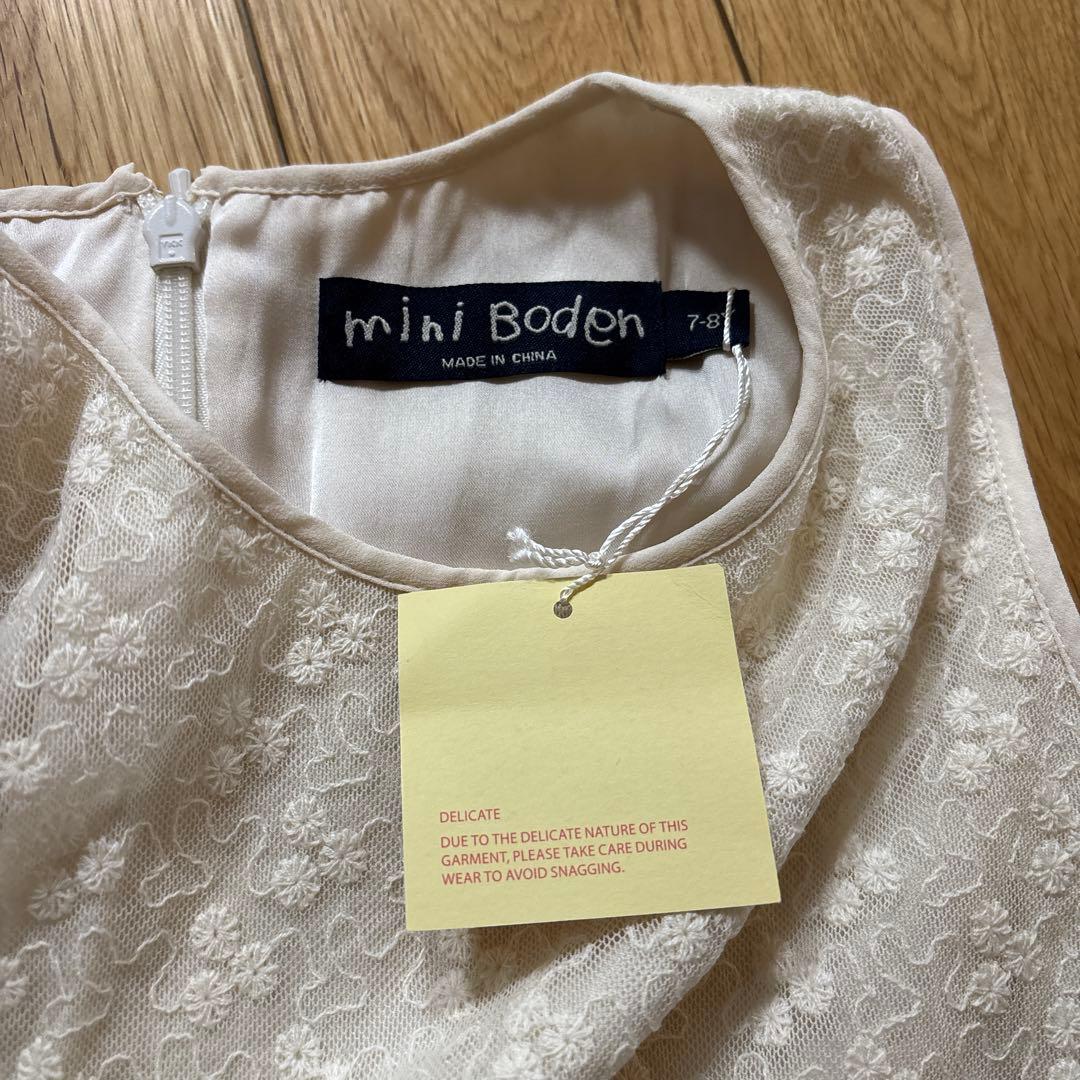 mini Boden
MADE IN CHINA
7-8Y
DELICATE
DUE TO THE DELICATE NATURE OF THIS
GARMENT, PLEASE TAKE CARE DURING
WEAR TO AVOID SNAGGING.